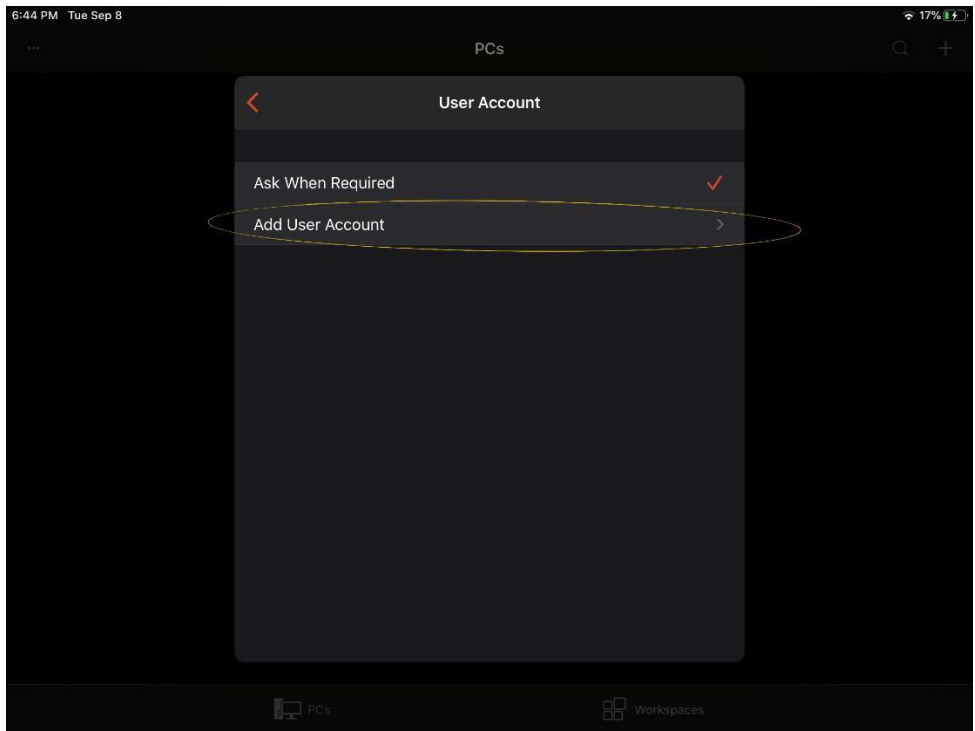 6:44 PM Tue Sep 8
17%
PCs
User Account
Ask When Required
Add User Account
PCs
Workspaces